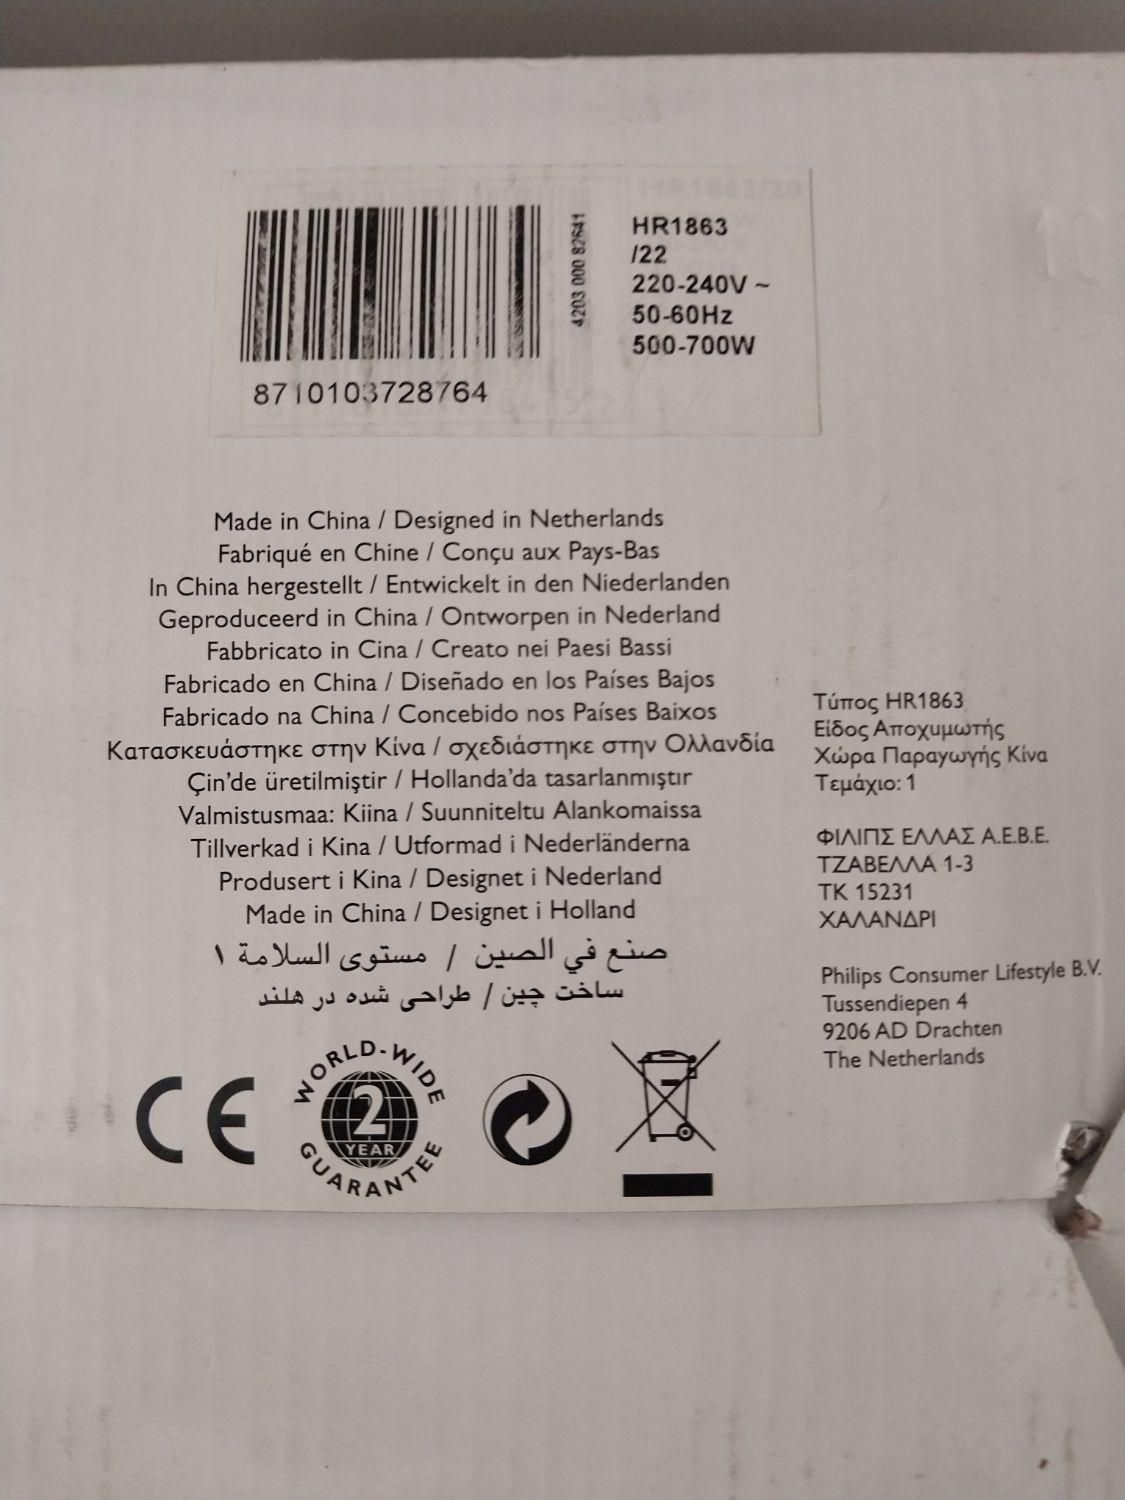 HR1863/20
HR1863
/22
220-240V ~
50-60Hz
500-700W
4203 000 82641
8710103728764
Made in China / Designed in Netherlands
Fabriqué en Chine / Conçu aux Pays-Bas
In China hergestellt / Entwickelt in den Niederlanden
Geproduceerd in China / Ontworpen in Nederland
Fabbricato in Cina / Creato nei Paesi Bassi
Fabricado en China / Diseñado en los Países Bajos
Fabricado na China / Concebido nos Países Baixos
Κατασκευάστηκε στην Κίνα / σχεδιάστηκε στην Ολλανδία
Çin'de üretilmiştir / Hollanda'da tasarlanmıştır
Valmistusmaa: Kiina / Suunniteltu Alankomaissa
Tillverkad i Kina / Utformad i Nederländerna
Produsert i Kina / Designet i Nederland
Made in China / Designet i Holland
صنع في الصين / مستوى السلامة ١
ساخت چین / طراحی شده در هلند
Τύπος HR1863
Είδος Αποχυμωτής
Χώρα Παραγωγής Κίνα
Τεμάχιο: 1
ΦΙΛΙΠΣ ΕΛΛΑΣ Α.Ε.Β.Ε.
ΤΖΑΒΕΛΛΑ 1-3
ΤΚ 15231
ΧΑΛΑΝΔΡΙ
Philips Consumer Lifestyle B.V.
Tussendiepen 4
9206 AD Drachten
The Netherlands
CE
WORLD-WIDE
2
YEAR
GUARANTEE